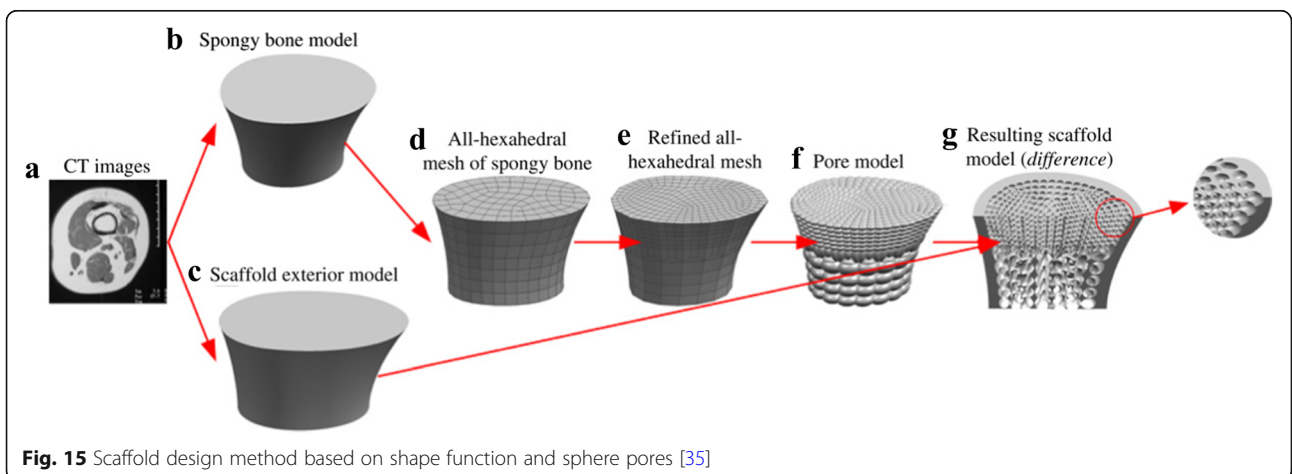 b Spongy bone model
a CT images
c Scaffold exterior model
d All-hexahedral
mesh of spongy bone
e Refined all-
hexahedral mesh
f Pore model
g Resulting scaffold
model (difference)
Fig. 15 Scaffold design method based on shape function and sphere pores [35]